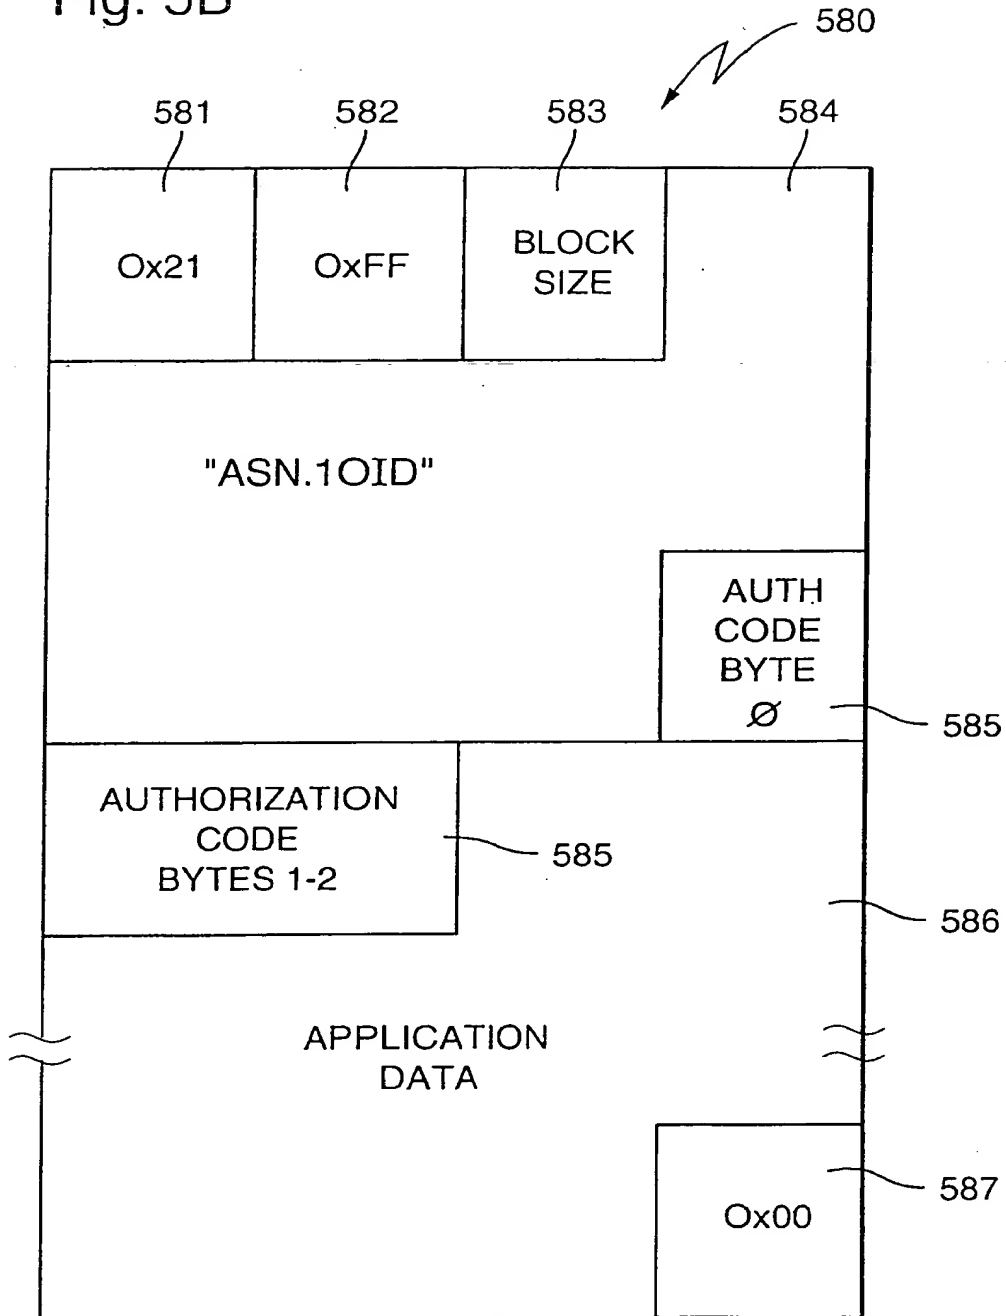 Fig. 5B
580
581
582
583
584
Ox21
OxFF
BLOCK
SIZE
"ASN.1OID"
AUTH
CODE
BYTE
Ø
585
AUTHORIZATION
CODE
BYTES 1-2
585
586
APPLICATION
DATA
587
Ox00